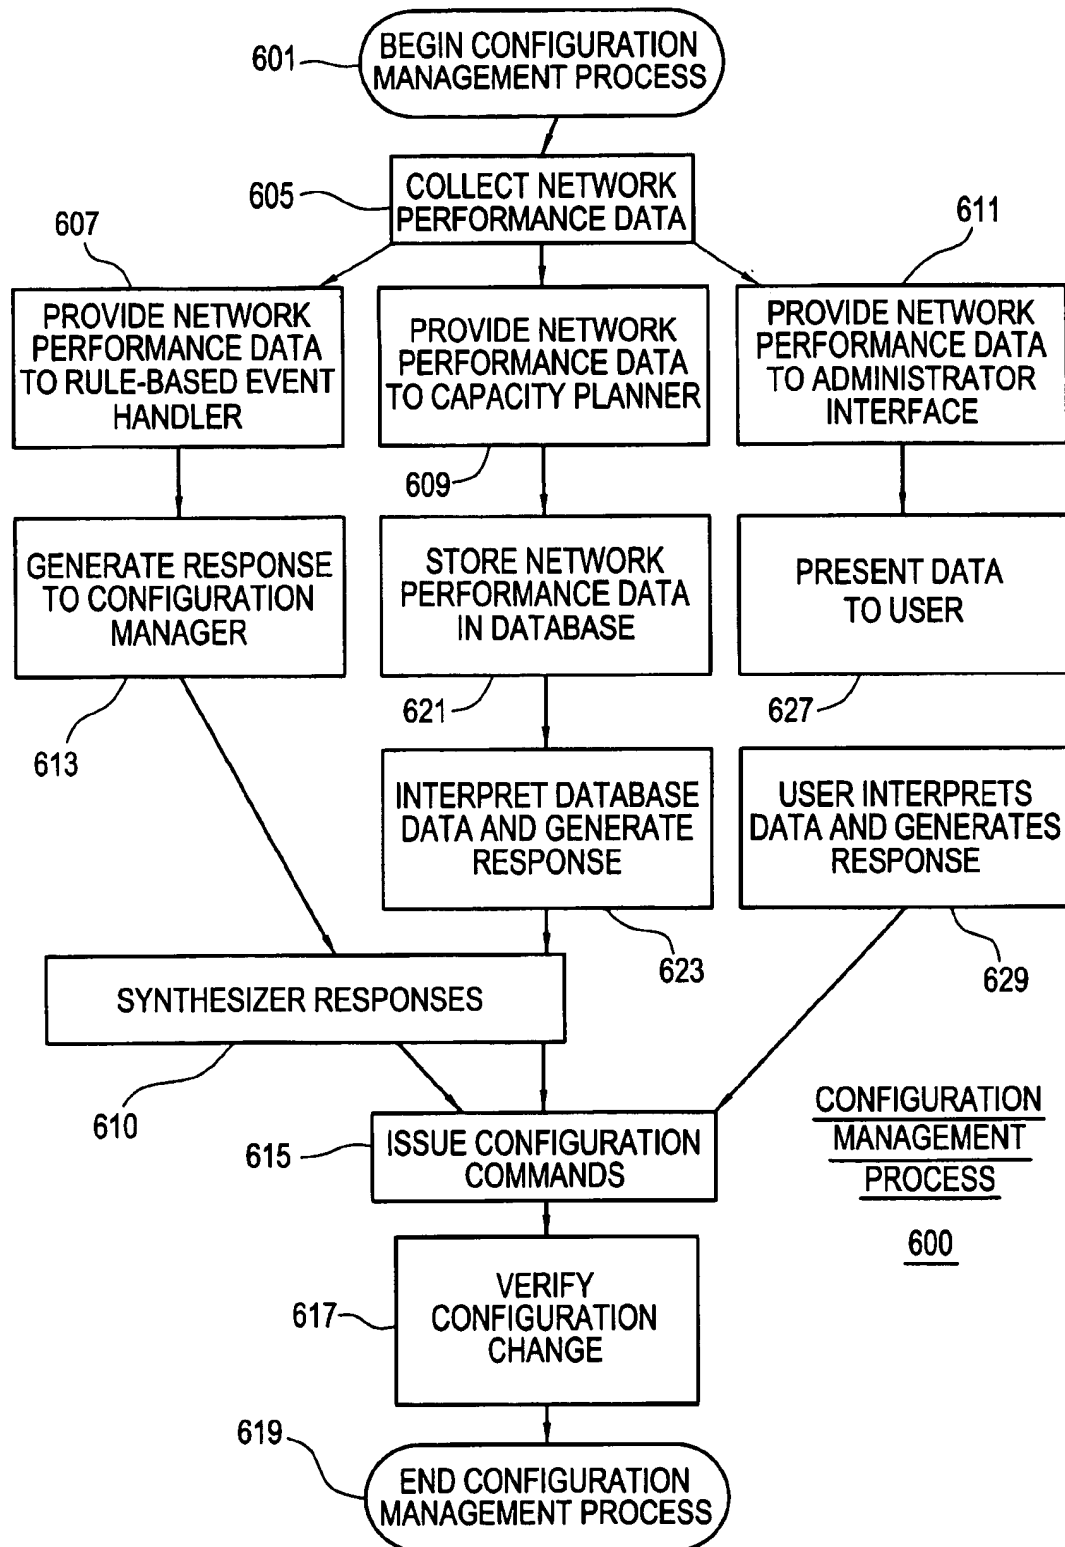 601
BEGIN CONFIGURATION
MANAGEMENT PROCESS
605
COLLECT NETWORK
PERFORMANCE DATA
607
PROVIDE NETWORK
PERFORMANCE DATA
TO RULE-BASED EVENT
HANDLER
PROVIDE NETWORK
PERFORMANCE DATA
TO CAPACITY PLANNER
609
611
PROVIDE NETWORK
PERFORMANCE DATA
TO ADMINISTRATOR
INTERFACE
GENERATE RESPONSE
TO CONFIGURATION
MANAGER
613
STORE NETWORK
PERFORMANCE DATA
IN DATABASE
621
PRESENT DATA
TO USER
627
INTERPRET DATABASE
DATA AND GENERATE
RESPONSE
623
USER INTERPRETS
DATA AND GENERATES
RESPONSE
629
SYNTHESIZER RESPONSES
610
615
ISSUE CONFIGURATION
COMMANDS
CONFIGURATION
MANAGEMENT
PROCESS
600
617
VERIFY
CONFIGURATION
CHANGE
619
END CONFIGURATION
MANAGEMENT PROCESS